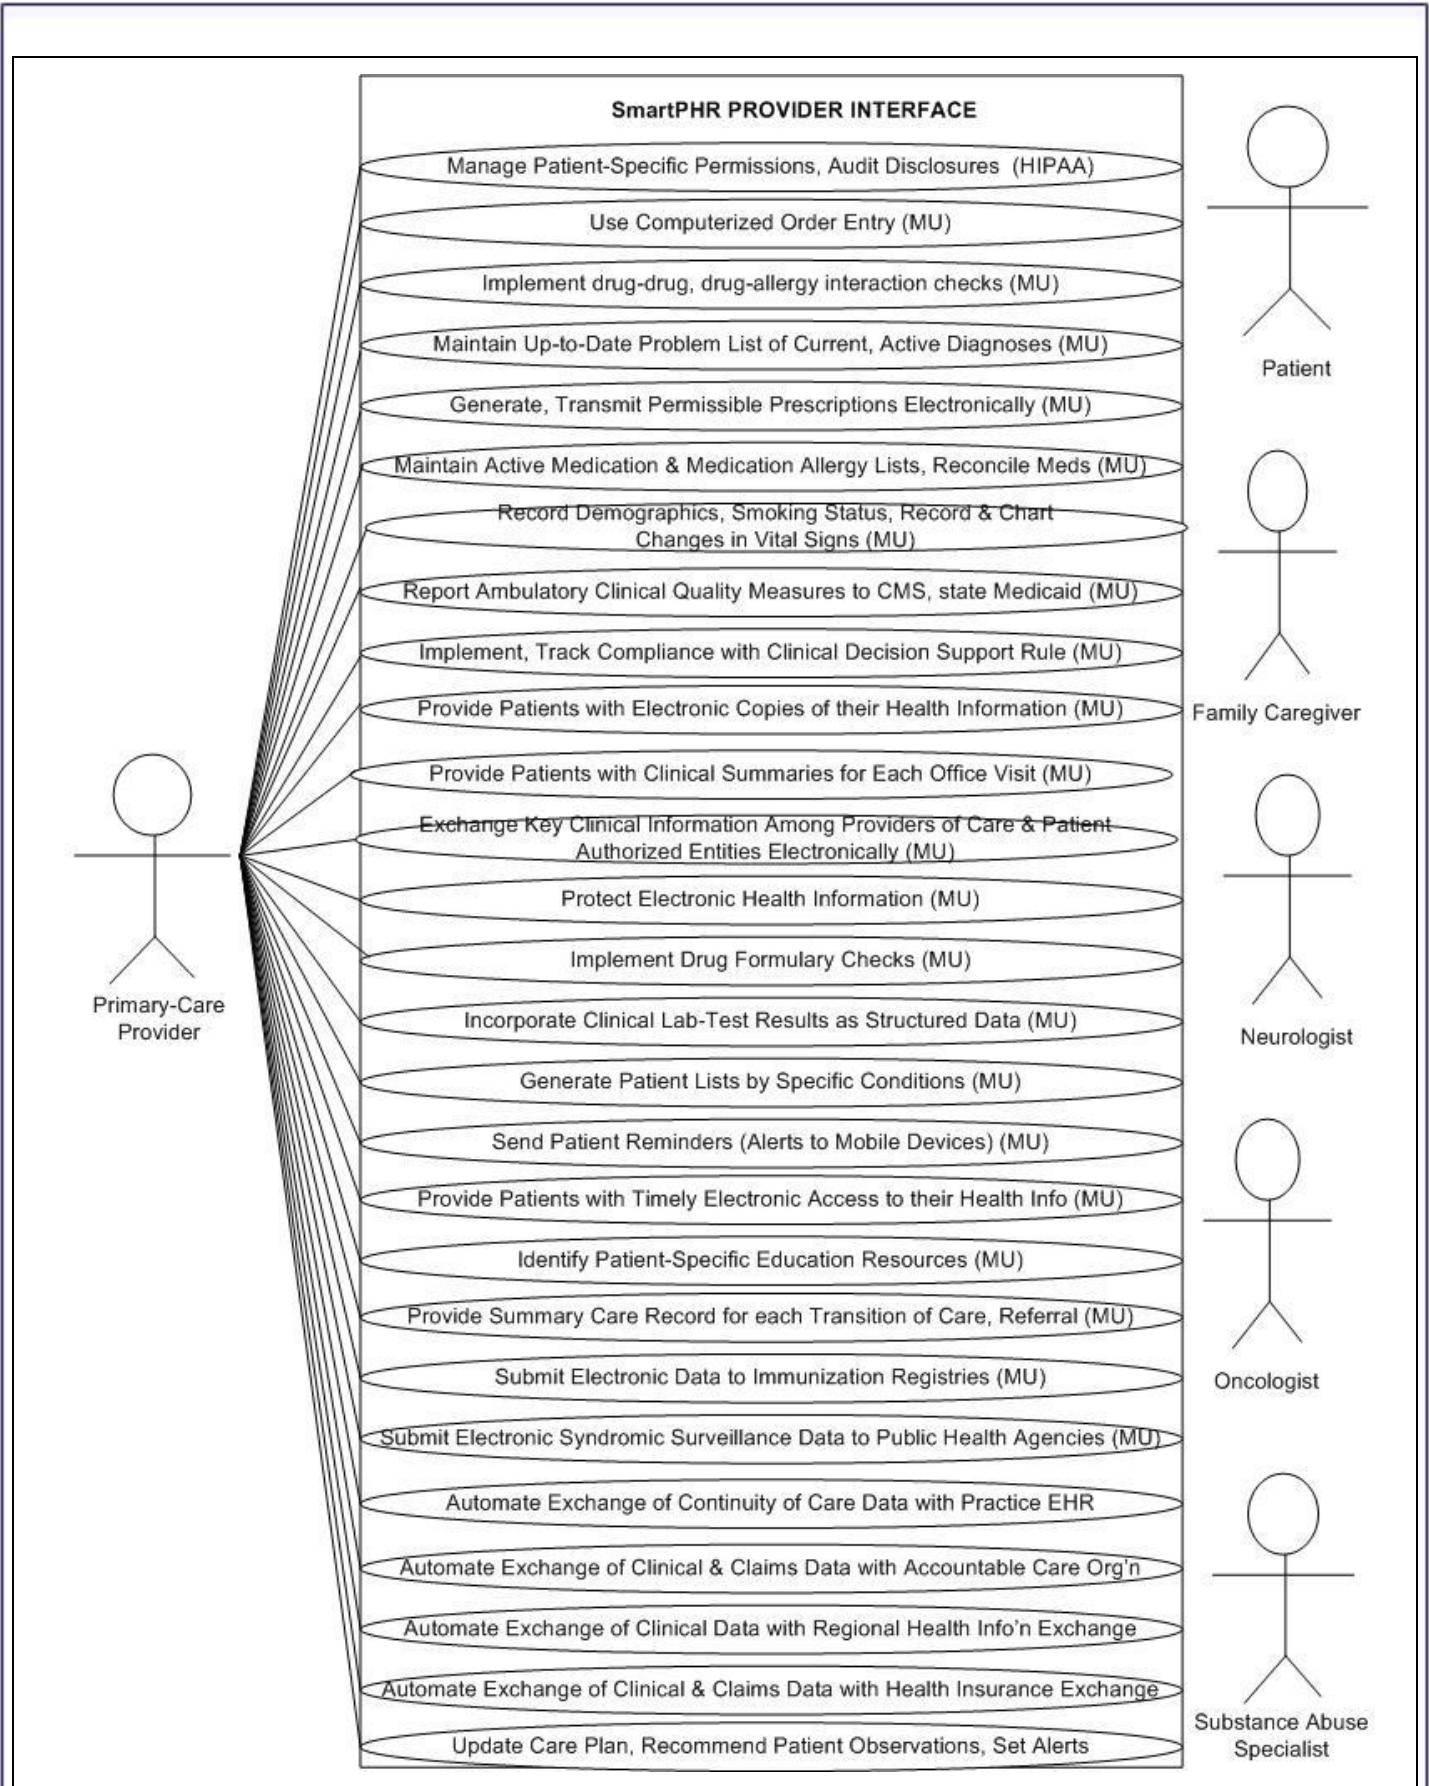 SmartPHR PROVIDER INTERFACE
Manage Patient-Specific Permissions, Audit Disclosures (HIPAA)
Use Computerized Order Entry (MU)
Implement drug-drug, drug-allergy interaction checks (MU)
Maintain Up-to-Date Problem List of Current, Active Diagnoses (MU)
Generate, Transmit Permissible Prescriptions Electronically (MU)
Maintain Active Medication & Medication Allergy Lists, Reconcile Meds (MU)
Record Demographics, Smoking Status, Record & Chart
Changes in Vital Signs (MU)
Report Ambulatory Clinical Quality Measures to CMS, state Medicaid (MU)
Implement, Track Compliance with Clinical Decision Support Rule (MU)
Provide Patients with Electronic Copies of their Health Information (MU)
Provide Patients with Clinical Summaries for Each Office Visit (MU)
Exchange Key Clinical Information Among Providers of Care & Patient
Authorized Entities Electronically (MU)
Protect Electronic Health Information (MU)
Implement Drug Formulary Checks (MU)
Incorporate Clinical Lab-Test Results as Structured Data (MU)
Generate Patient Lists by Specific Conditions (MU)
Send Patient Reminders (Alerts to Mobile Devices) (MU)
Provide Patients with Timely Electronic Access to their Health Info (MU)
Identify Patient-Specific Education Resources (MU)
Provide Summary Care Record for each Transition of Care, Referral (MU)
Submit Electronic Data to Immunization Registries (MU)
Submit Electronic Syndromic Surveillance Data to Public Health Agencies (MU)
Automate Exchange of Continuity of Care Data with Practice EHR
Automate Exchange of Clinical & Claims Data with Accountable Care Org'n
Automate Exchange of Clinical Data with Regional Health Info’n Exchange
Automate Exchange of Clinical & Claims Data with Health Insurance Exchange
Update Care Plan, Recommend Patient Observations, Set Alerts
Primary-Care
Provider
Patient
Family Caregiver
Neurologist
Oncologist
Substance Abuse
Specialist